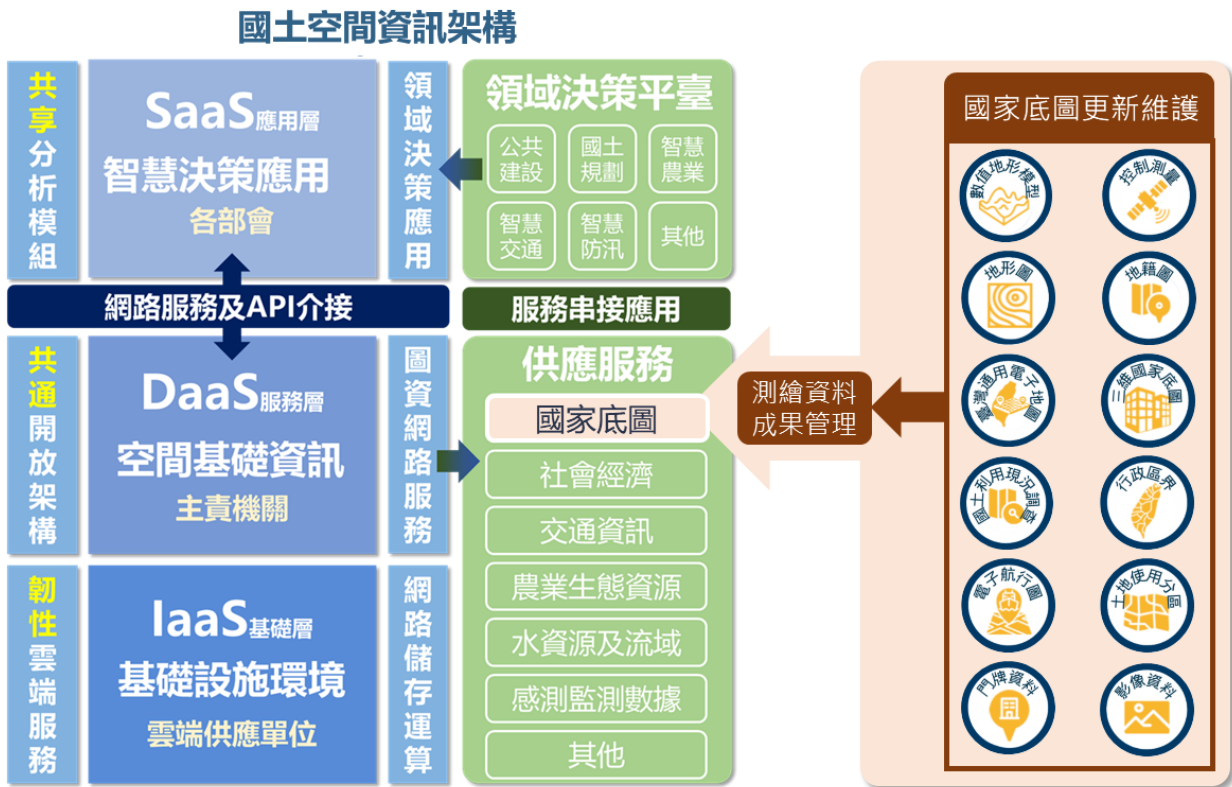 國土空間資訊架構
共享分析模組
SaaS應用層
智慧決策應用
各部會
領域決策應用
領域決策平臺
公共
建設
國土
規劃
智慧
農業
智慧
交通
智慧
防汛
其他
網路服務及API介接
服務串接應用
共通開放架構
DaaS服務層
空間基礎資訊
主責機關
圖資網路服務
供應服務
國家底圖
社會經濟
交通資訊
農業生態資源
水資源及流域
感測監測數據
其他
韌性雲端服務
IaaS基礎層
基礎設施環境
雲端供應單位
網路儲存運算
測繪資料
成果管理
國家底圖更新維護
數值地形模型
控制測量
地形圖
地籍圖
臺灣通用電子地圖
三維國家底圖
國土利用現況調查
行政區界
電子航行圖
土地使用分區
門牌資料
影像資料